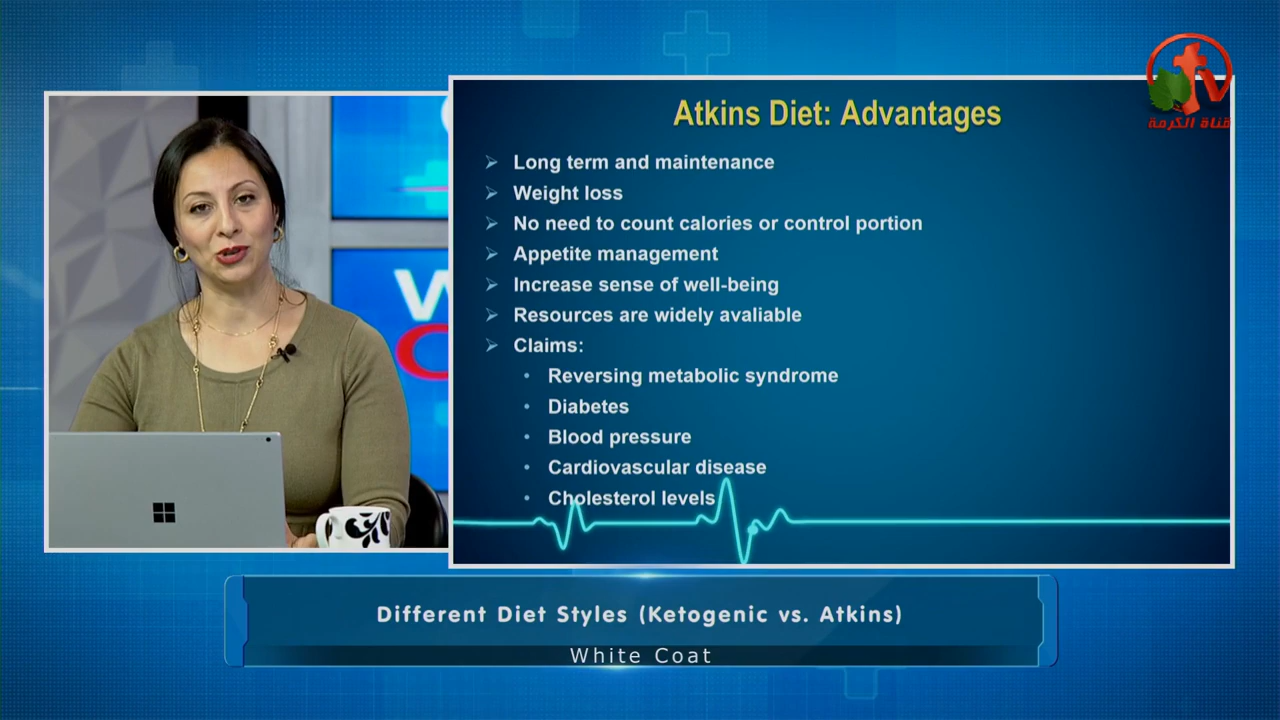 tv
قناة الكرمة
Atkins Diet: Advantages
Long term and maintenance
Weight loss
No need to count calories or control portion
Appetite management
Increase sense of well-being
Resources are widely avaliable
Claims:
Reversing metabolic syndrome
Diabetes
Blood pressure
Cardiovascular disease
Cholesterol levels
Different Diet Styles (Ketogenic vs. Atkins)
White Coat